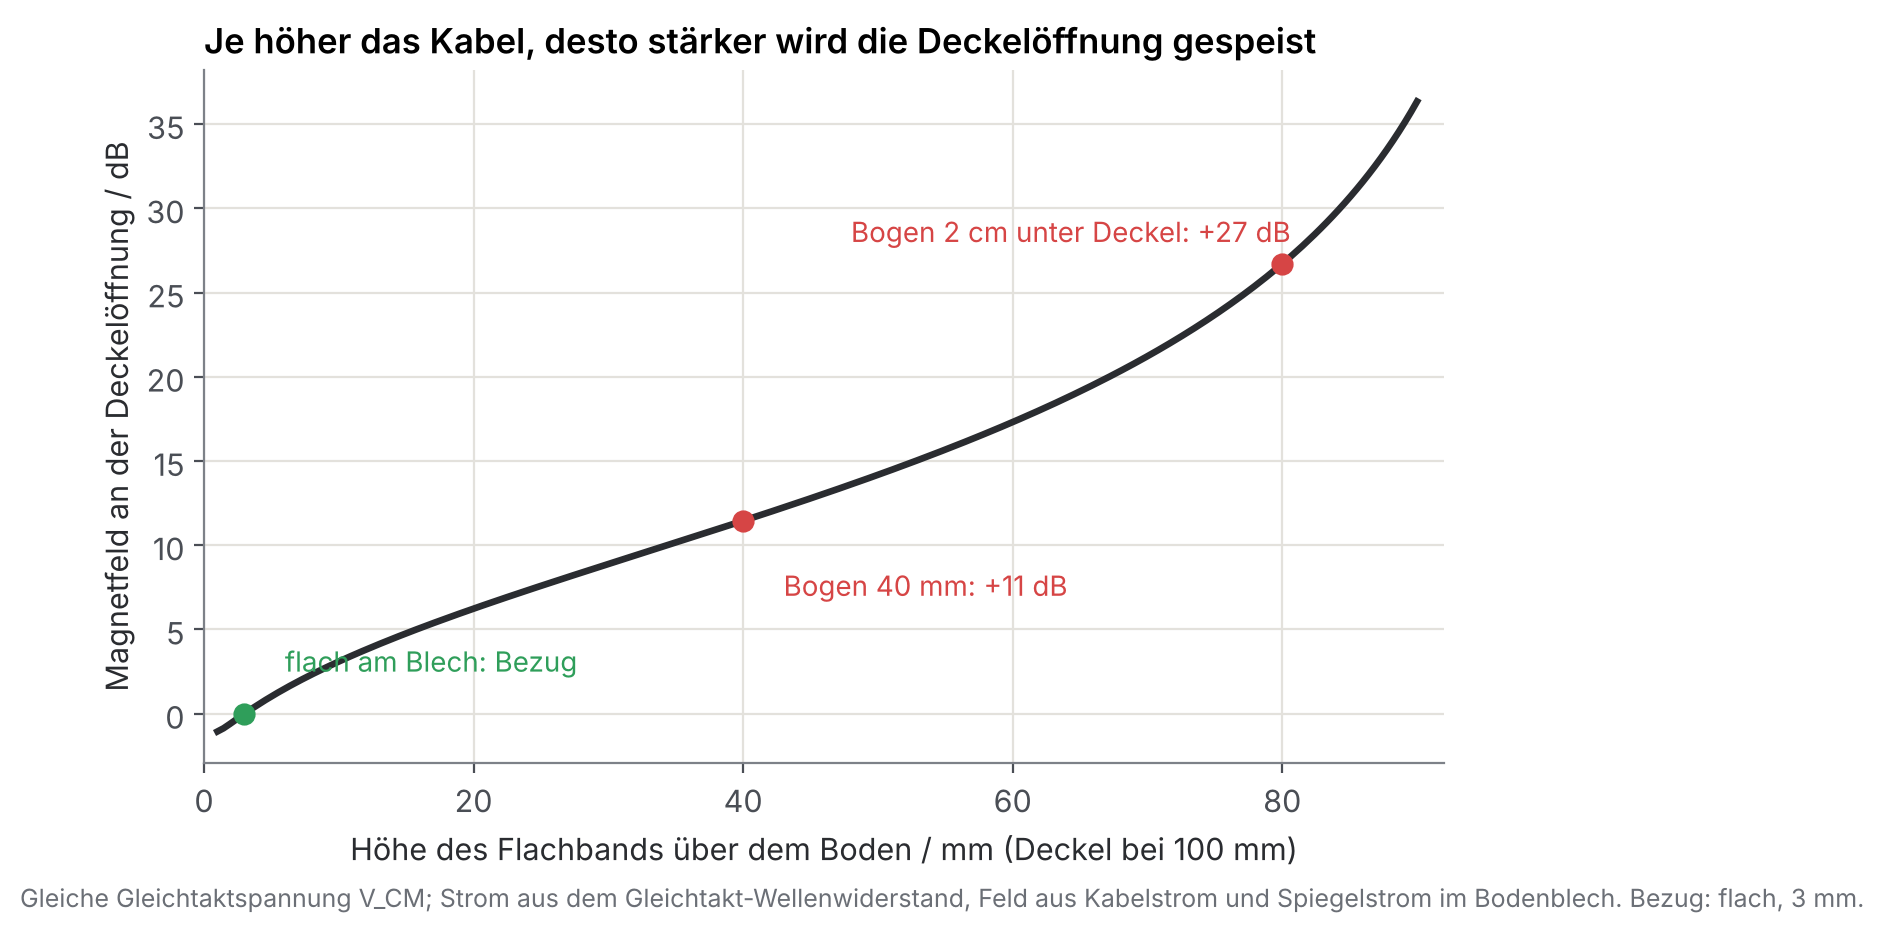 Je höher das Kabel, desto stärker wird die Deckelöffnung gespeist
Magnetfeld an der Deckelöffnung / dB
35
30
25
20
15
10
5
0
Bogen 2 cm unter Deckel: +27 dB
Bogen 40 mm: +11 dB
flach am Blech: Bezug
0 20 40 60 80
Höhe des Flachbands über dem Boden / mm (Deckel bei 100 mm)
Gleiche Gleichtaktspannung V_CM; Strom aus dem Gleichtakt-Wellenwiderstand, Feld aus Kabelstrom und Spiegelstrom im Bodenblech. Bezug: flach, 3 mm.